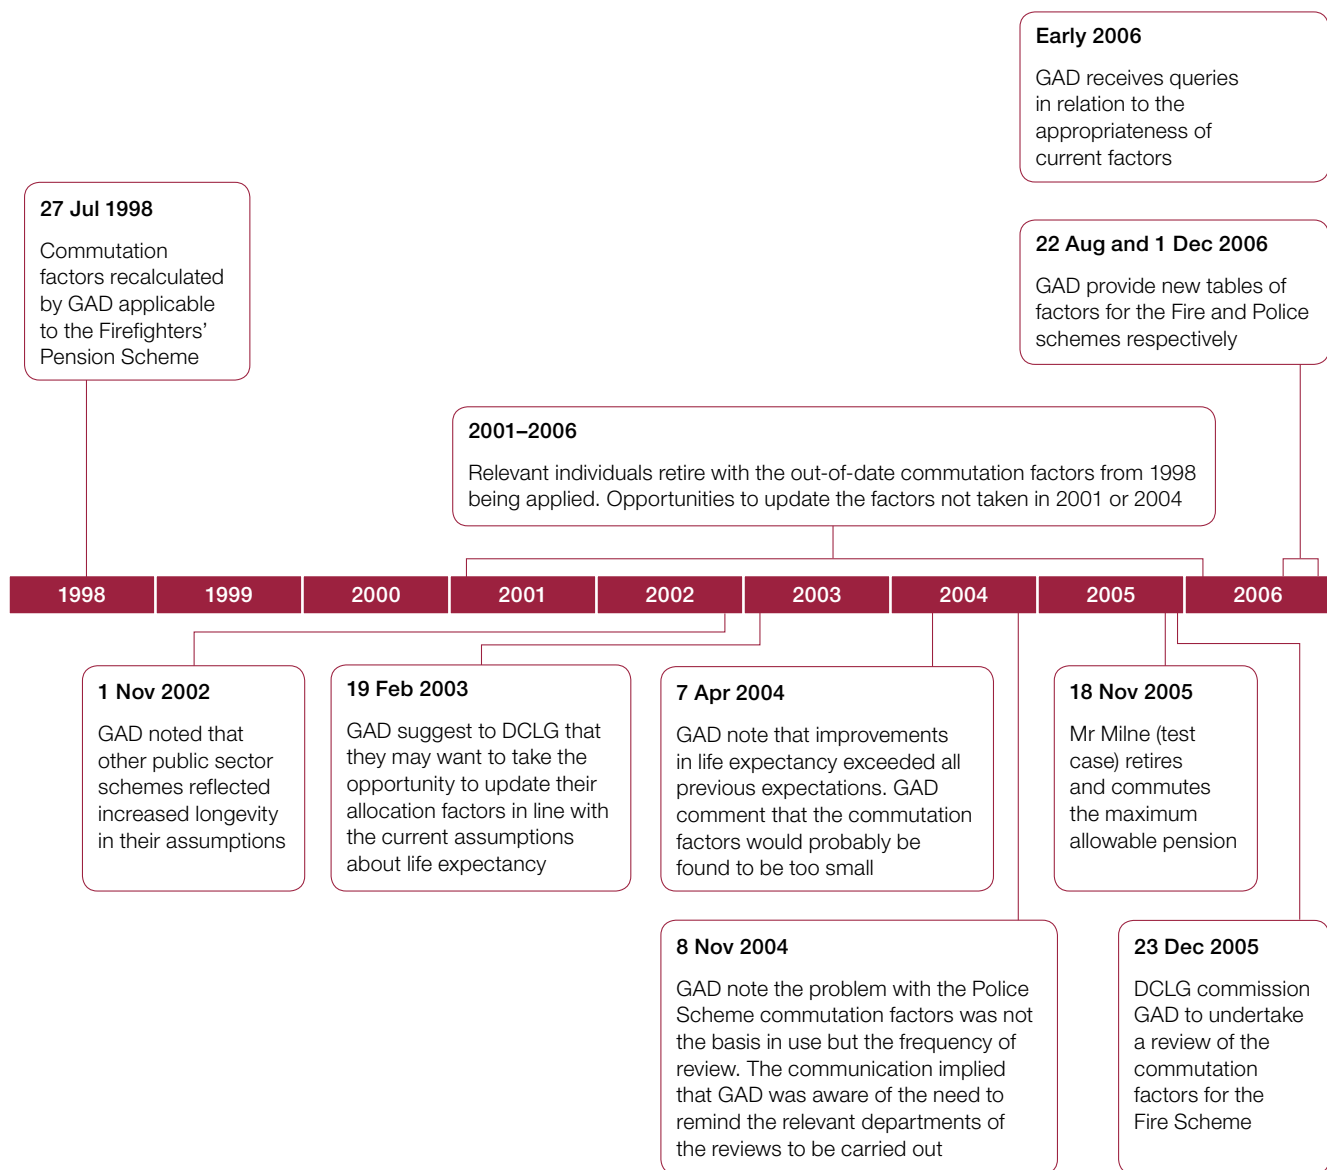 Early 2006
GAD receives queries
in relation to the
appropriateness of
current factors
27 Jul 1998
Commutation
factors recalculated
by GAD applicable
to the Firefighters’
Pension Scheme
22 Aug and 1 Dec 2006
GAD provide new tables of
factors for the Fire and Police
schemes respectively
2001–2006
Relevant individuals retire with the out-of-date commutation factors from 1998
being applied. Opportunities to update the factors not taken in 2001 or 2004
1998 1999 2000 2001 2002 2003 2004 2005 2006
1 Nov 2002
GAD noted that
other public sector
schemes reflected
increased longevity
in their assumptions
19 Feb 2003
GAD suggest to DCLG that
they may want to take the
opportunity to update their
allocation factors in line with
the current assumptions
about life expectancy
7 Apr 2004
GAD note that improvements
in life expectancy exceeded all
previous expectations. GAD
comment that the commutation
factors would probably be
found to be too small
18 Nov 2005
Mr Milne (test
case) retires
and commutes
the maximum
allowable pension
8 Nov 2004
GAD note the problem with the Police
Scheme commutation factors was not
the basis in use but the frequency of
review. The communication implied
that GAD was aware of the need to
remind the relevant departments of
the reviews to be carried out
23 Dec 2005
DCLG commission
GAD to undertake
a review of the
commutation
factors for the
Fire Scheme